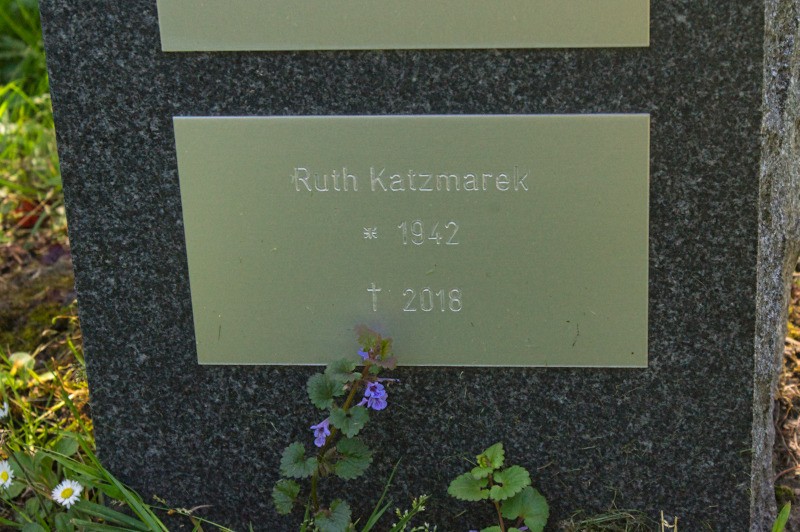 Ruth Katzmarek
* 1942
† 2018